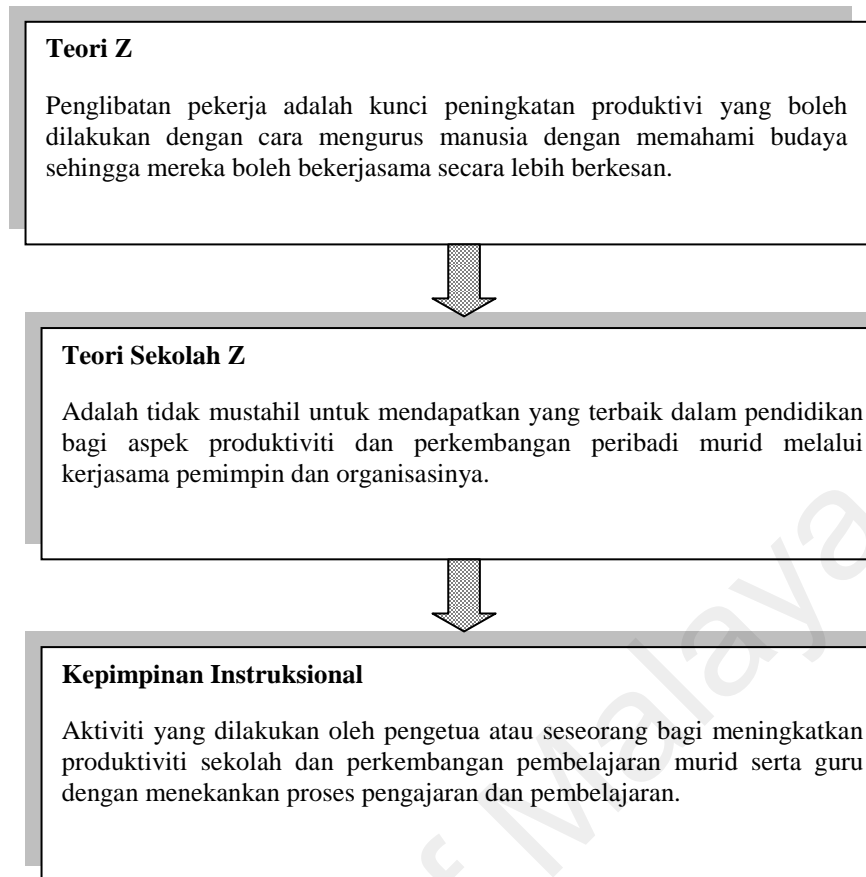 Teori Z
Penglibatan pekerja adalah kunci peningkatan produktivi yang boleh
dilakukan dengan cara mengurus manusia dengan memahami budaya
sehingga mereka boleh bekerjasama secara lebih berkesan.
Teori Sekolah Z
Adalah tidak mustahil untuk mendapatkan yang terbaik dalam pendidikan
bagi aspek produktiviti dan perkembangan peribadi murid melalui
kerjasama pemimpin dan organisasinya.
Kepimpinan Instruksional
Aktiviti yang dilakukan oleh pengetua atau seseorang bagi meningkatkan
produktiviti sekolah dan perkembangan pembelajaran murid serta guru
dengan menekankan proses pengajaran dan pembelajaran.
of Malaya